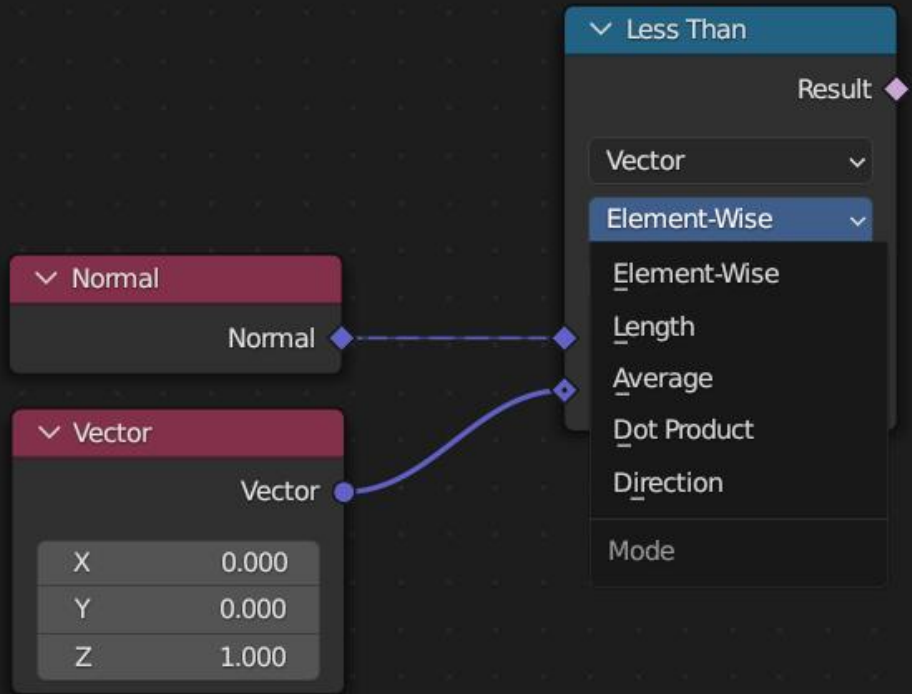 Less Than
Result
Vector
Element-Wise
Element-Wise
Length
Average
Dot Product
Direction
Mode
Normal
Normal
Vector
Vector
X 0.000
Y 0.000
Z 1.000